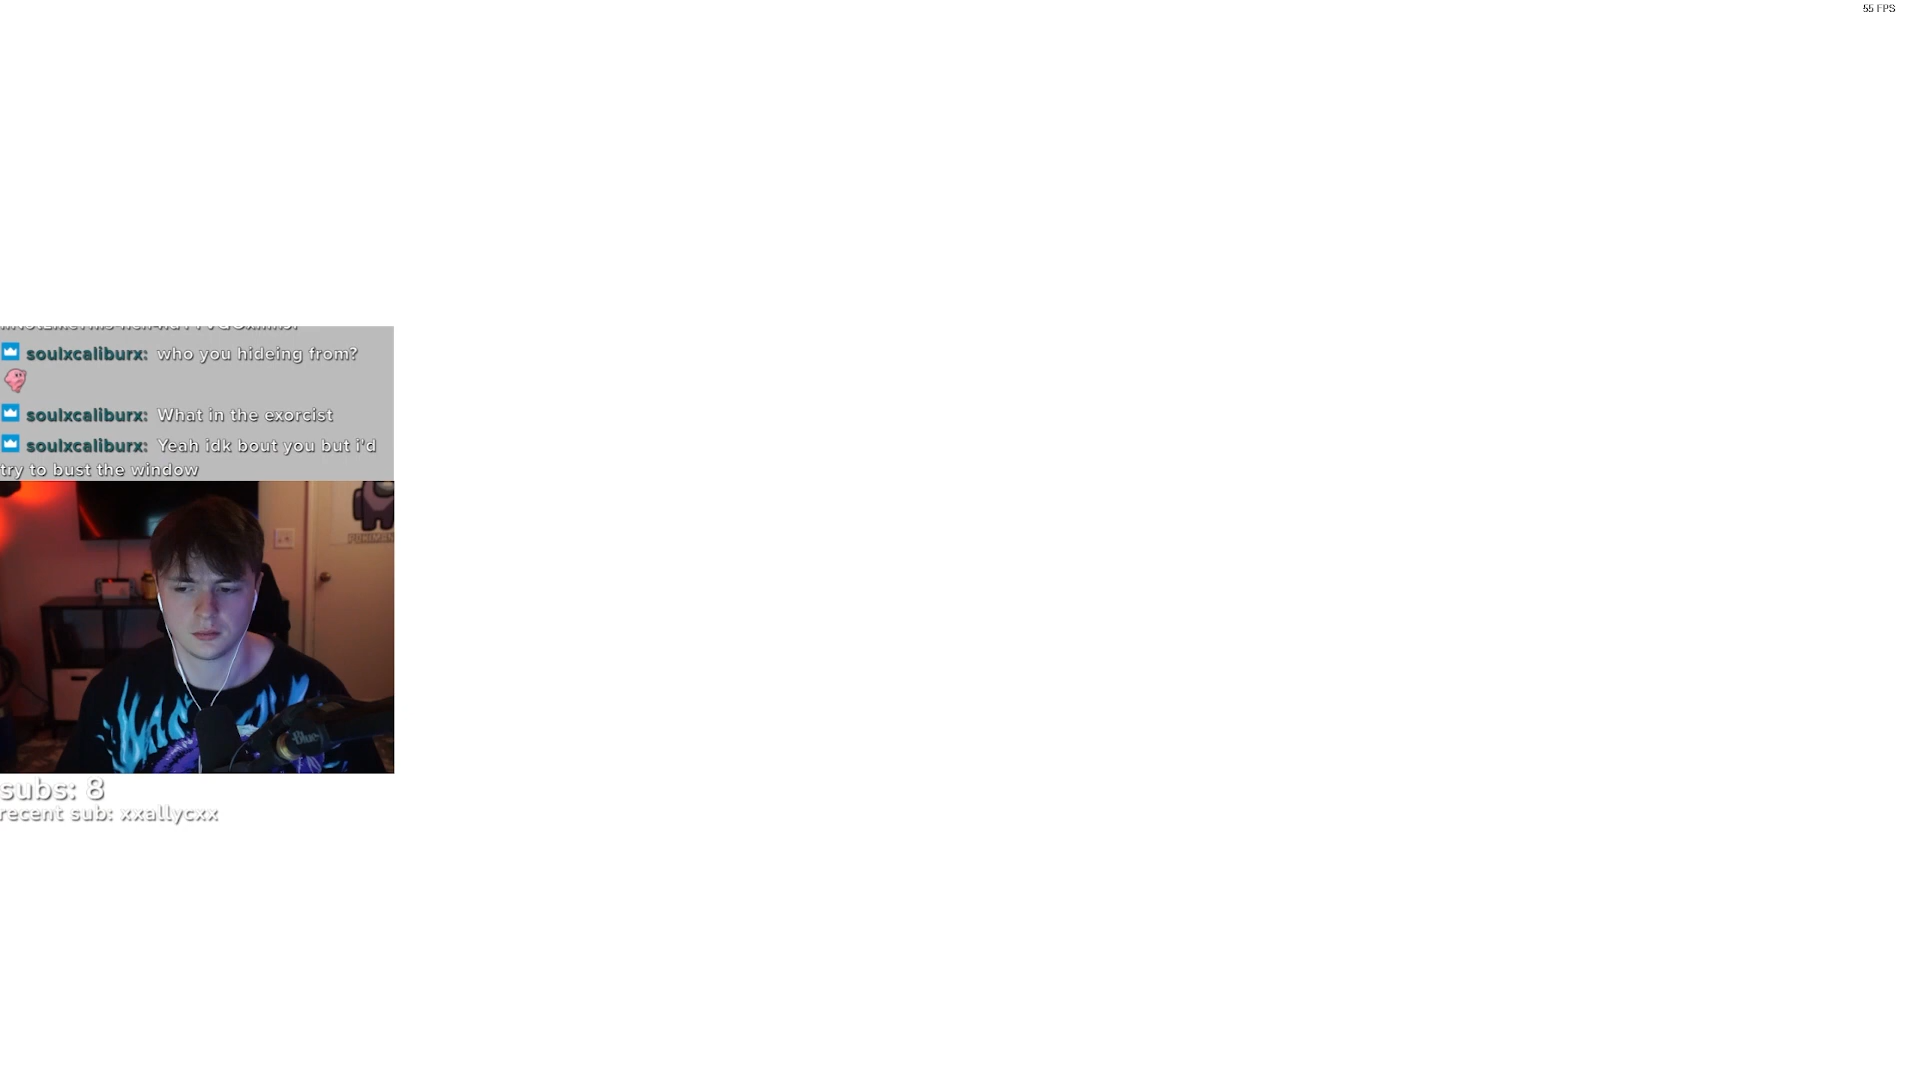 55 FPS
soulxcaliburx: who you hideing from?
soulxcaliburx: What in the exorcist
soulxcaliburx: Yeah idk bout you but i'd
try to bust the window
Blue
subs: 8
recent sub: xxallycxx